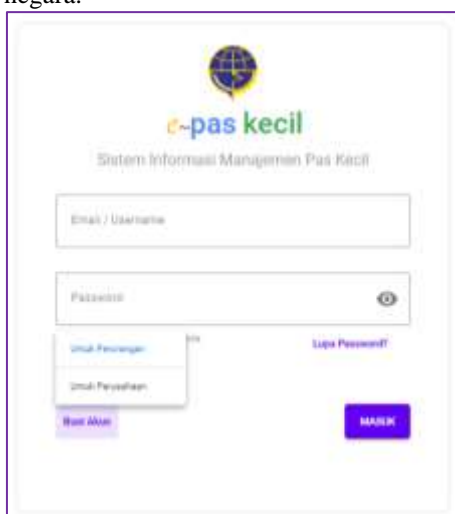 negara.
e-pas kecil
Sistem Informasi Manajemen Pas Kecil
Email / Username
Password
Untuk Perorangan
Lupa Password?
Untuk Perusahaan
Buat Akun
MASUK